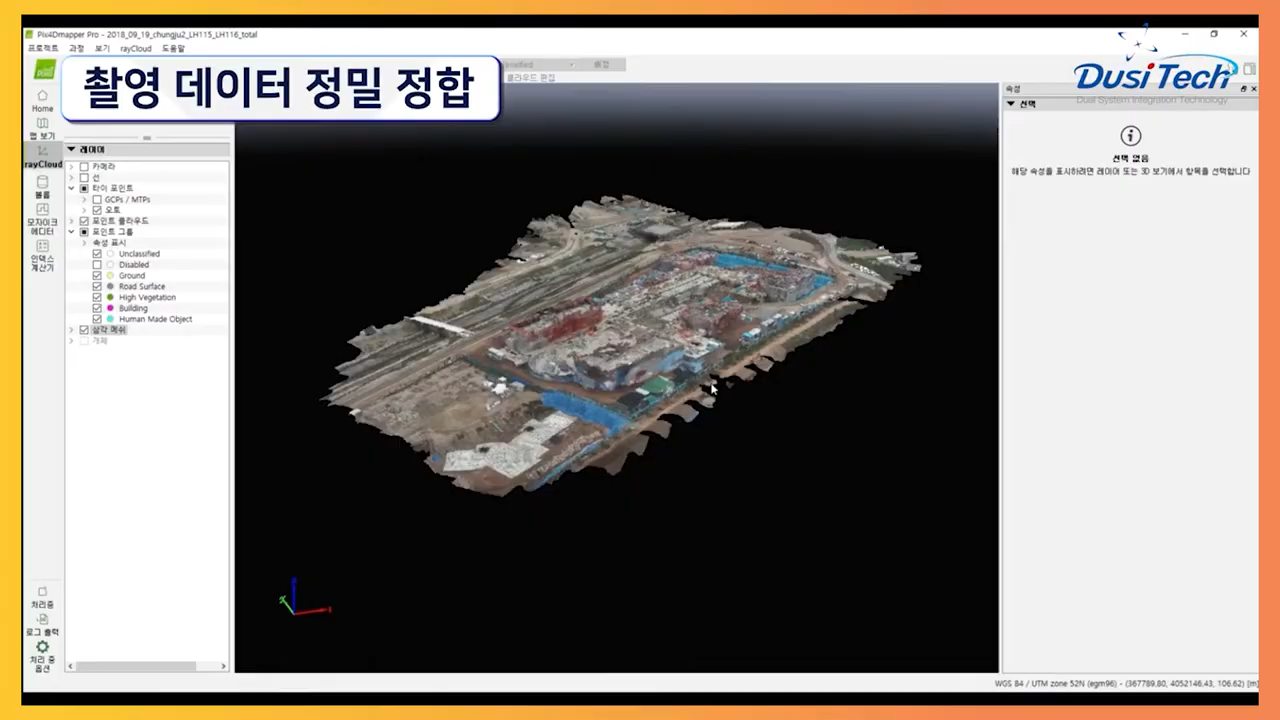 Pix4Dmapper Pro - 2018_09_19_chungju2_LH115_LH116_total
프로젝트 과정 보기 rayCloud 도움말
촬영 데이터 정밀 정합
DusiTech
Dual System Integration Technology
클라우드 편집
속성
선택
선택 없음
해당 속성을 표시하려면 레이어 또는 3D 보기에서 항목을 선택합니다
Home
맵 보기
rayCloud
볼륨
모자이크
에디터
인덱스
계산기
레이어
카메라
선
타이 포인트
GCPs / MTPs
오토
포인트 클라우드
포인트 그룹
속성 표시
Unclassified
Disabled
Ground
Road Surface
High Vegetation
Building
Human Made Object
삼각 메쉬
개체
처리중
로그 출력
처리 중
옵션
WGS 84 / UTM zone 52N (egm96) - (367789.80, 4052146.43, 106.62) [m]